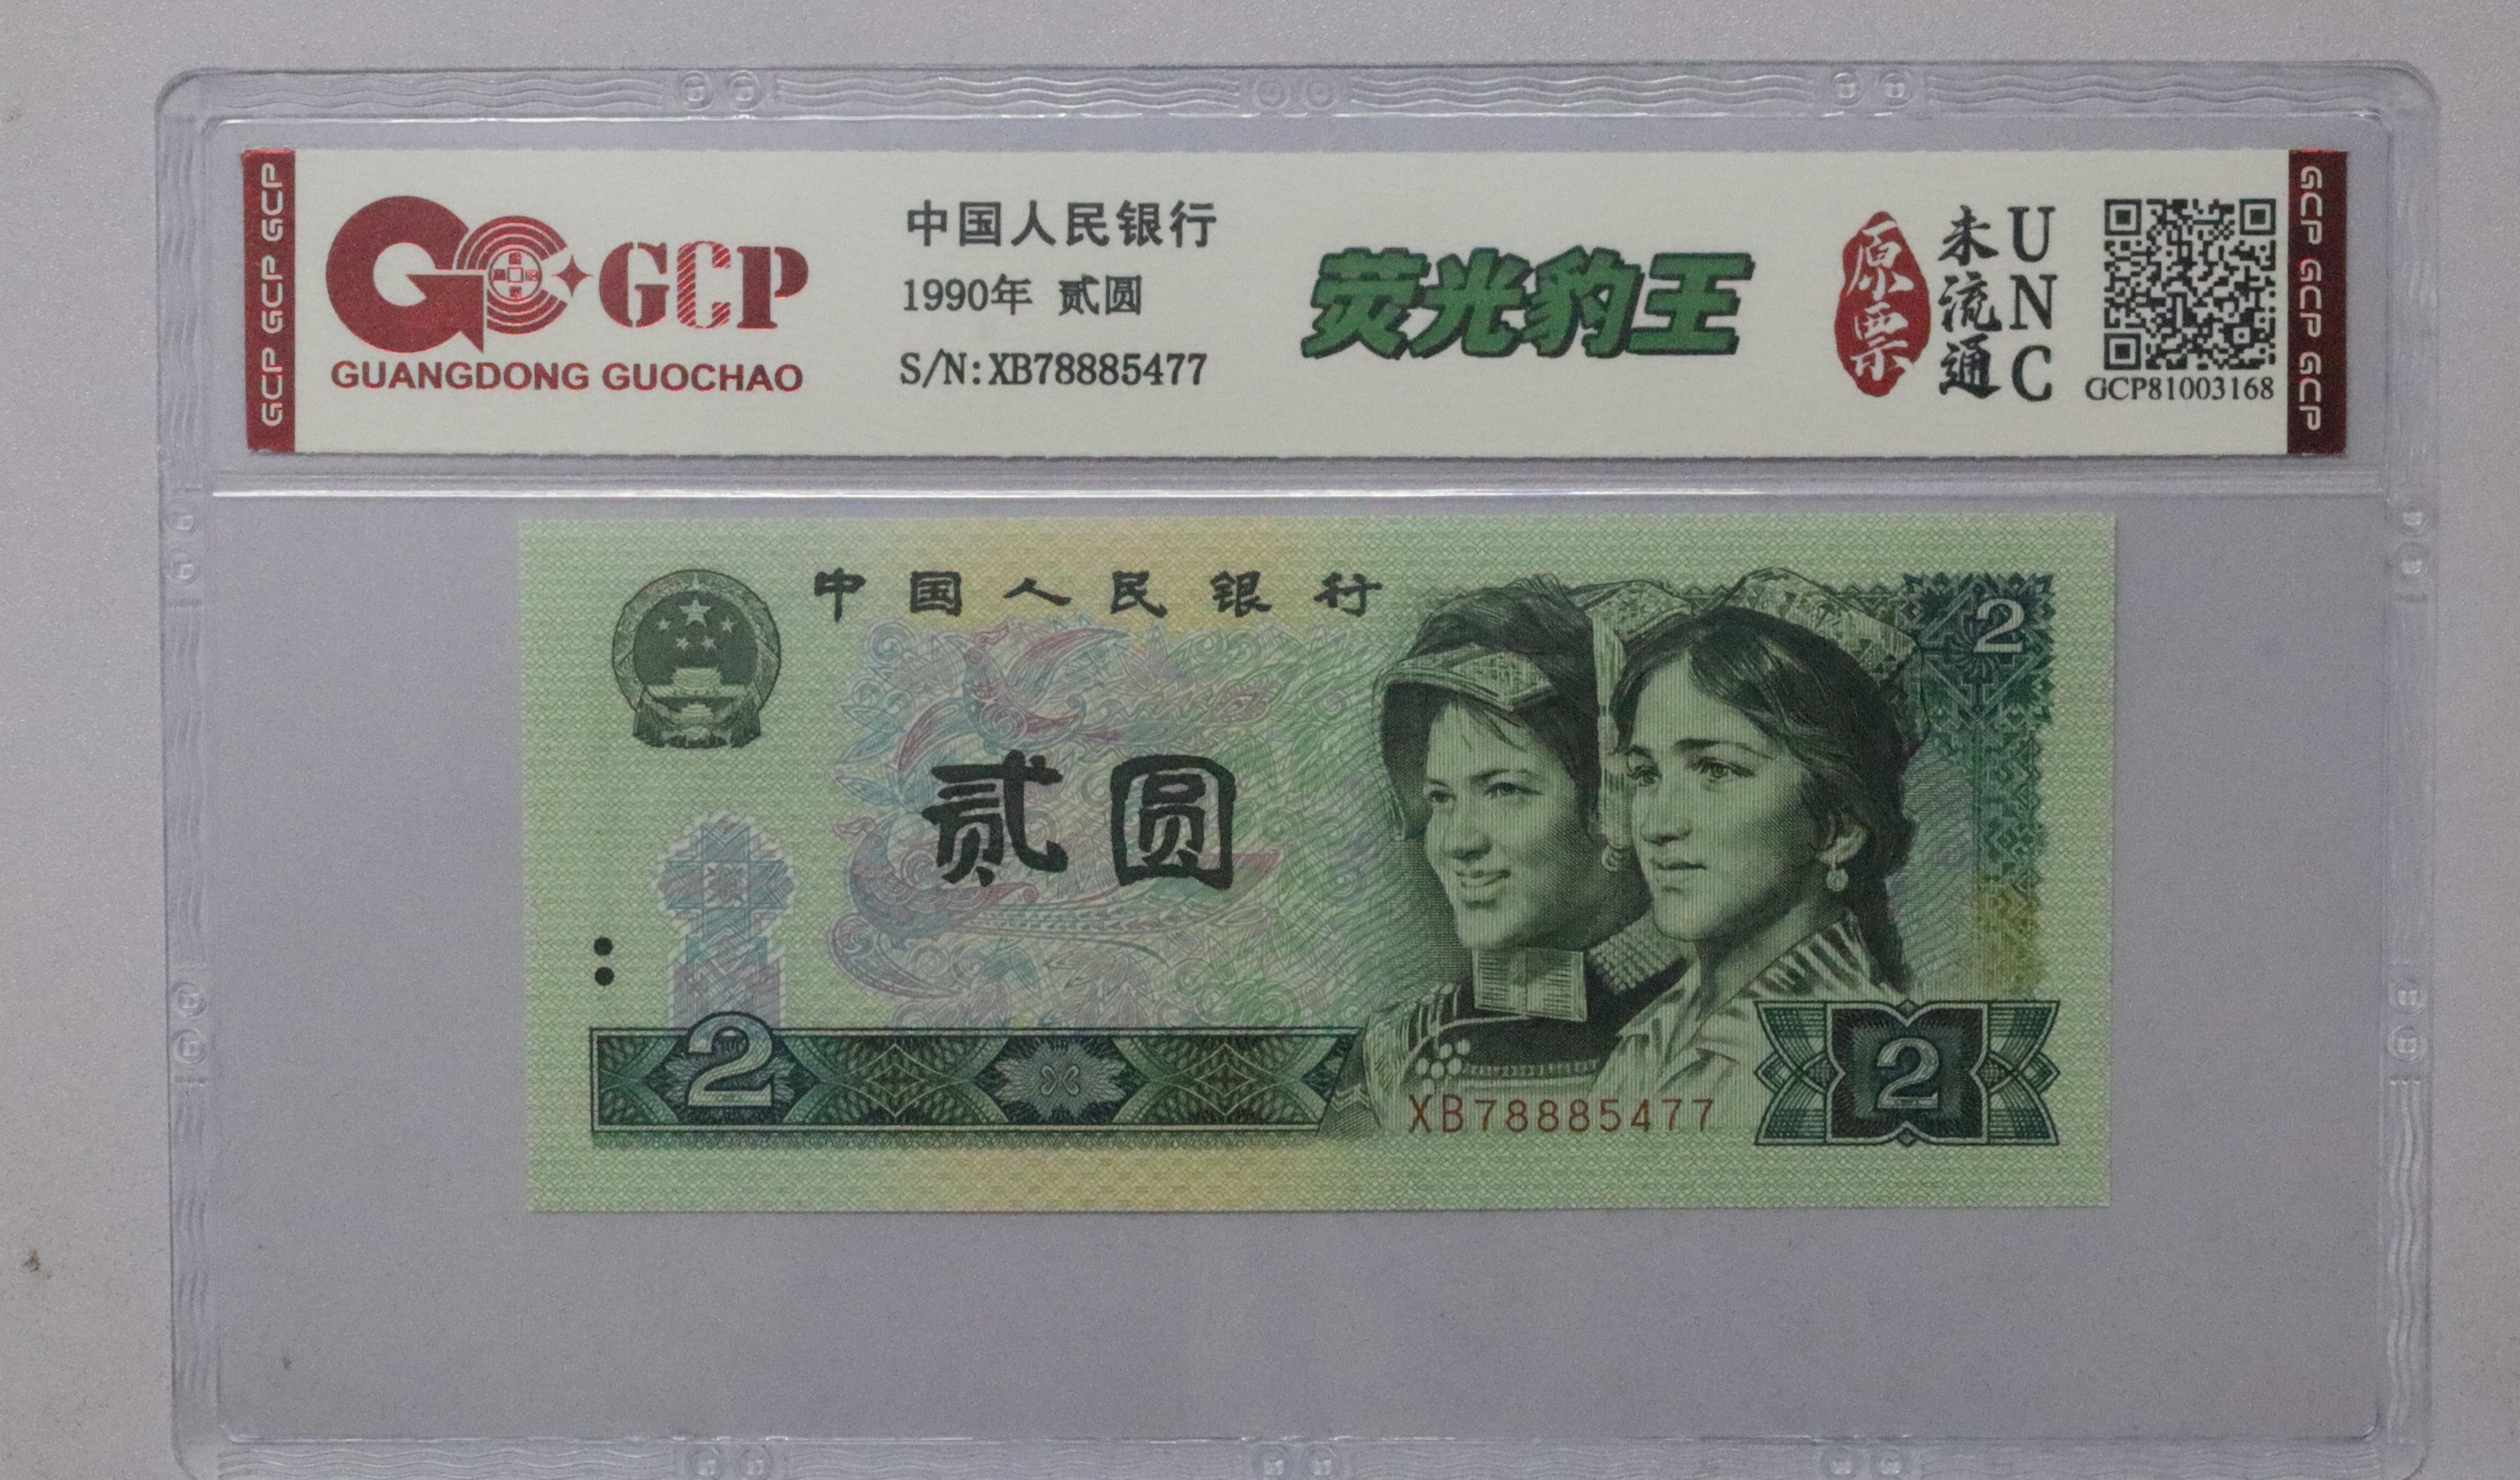 GCP GCP GCP
GCP
GUANGDONG GUOCHAO
中国人民银行
1990年 贰圆
S/N:XB78885477
荧光豹王
原票
未流通
UNC
GCP81003168
GCP GCP GCP
中国人民银行
2
贰圆
2
XB78885477
2